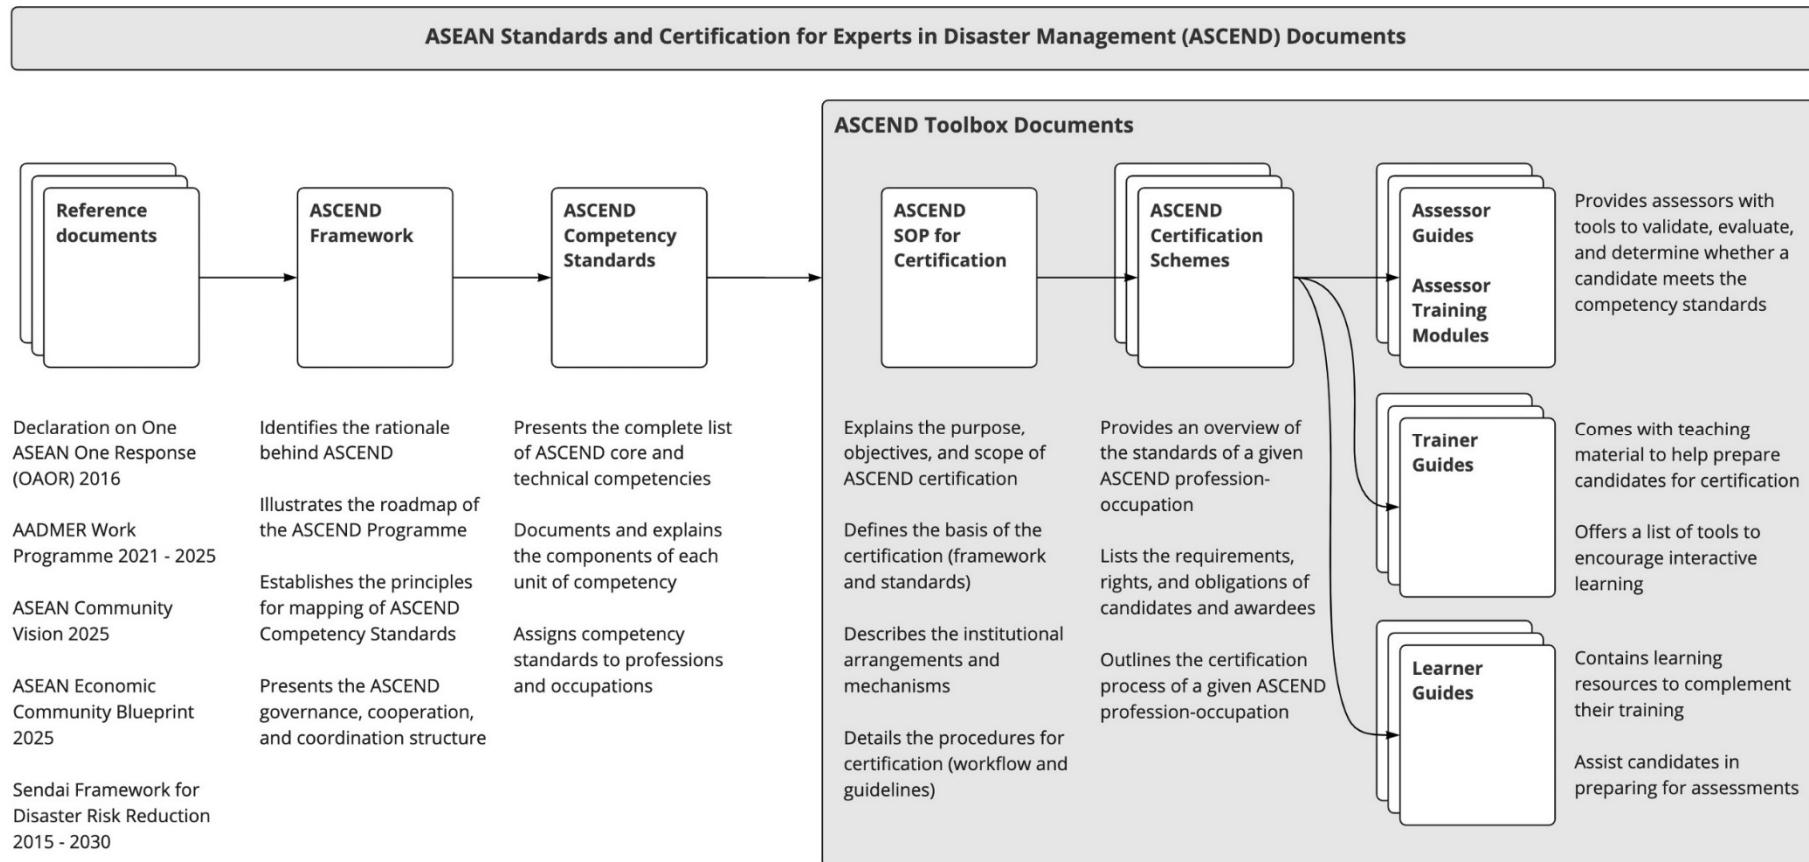 ASEAN Standards and Certification for Experts in Disaster Management (ASCEND) Documents
ASCEND Toolbox Documents
Reference
documents
ASCEND
Framework
ASCEND
Competency
Standards
ASCEND
SOP for
Certification
ASCEND
Certification
Schemes
Assessor
Guides
Assessor
Training
Modules
Provides assessors with
tools to validate, evaluate,
and determine whether a
candidate meets the
competency standards
Declaration on One
ASEAN One Response
(OAOR) 2016
AADMER Work
Programme 2021 - 2025
ASEAN Community
Vision 2025
ASEAN Economic
Community Blueprint
2025
Sendai Framework for
Disaster Risk Reduction
2015 - 2030
Identifies the rationale
behind ASCEND
Illustrates the roadmap of
the ASCEND Programme
Establishes the principles
for mapping of ASCEND
Competency Standards
Presents the ASCEND
governance, cooperation,
and coordination structure
Presents the complete list
of ASCEND core and
technical competencies
Documents and explains
the components of each
unit of competency
Assigns competency
standards to professions
and occupations
Explains the purpose,
objectives, and scope of
ASCEND certification
Defines the basis of the
certification (framework
and standards)
Describes the institutional
arrangements and
mechanisms
Details the procedures for
certification (workflow and
guidelines)
Provides an overview of
the standards of a given
ASCEND profession-
occupation
Lists the requirements,
rights, and obligations of
candidates and awardees
Outlines the certification
process of a given ASCEND
profession-occupation
Trainer
Guides
Comes with teaching
material to help prepare
candidates for certification
Offers a list of tools to
encourage interactive
learning
Learner
Guides
Contains learning
resources to complement
their training
Assist candidates in
preparing for assessments